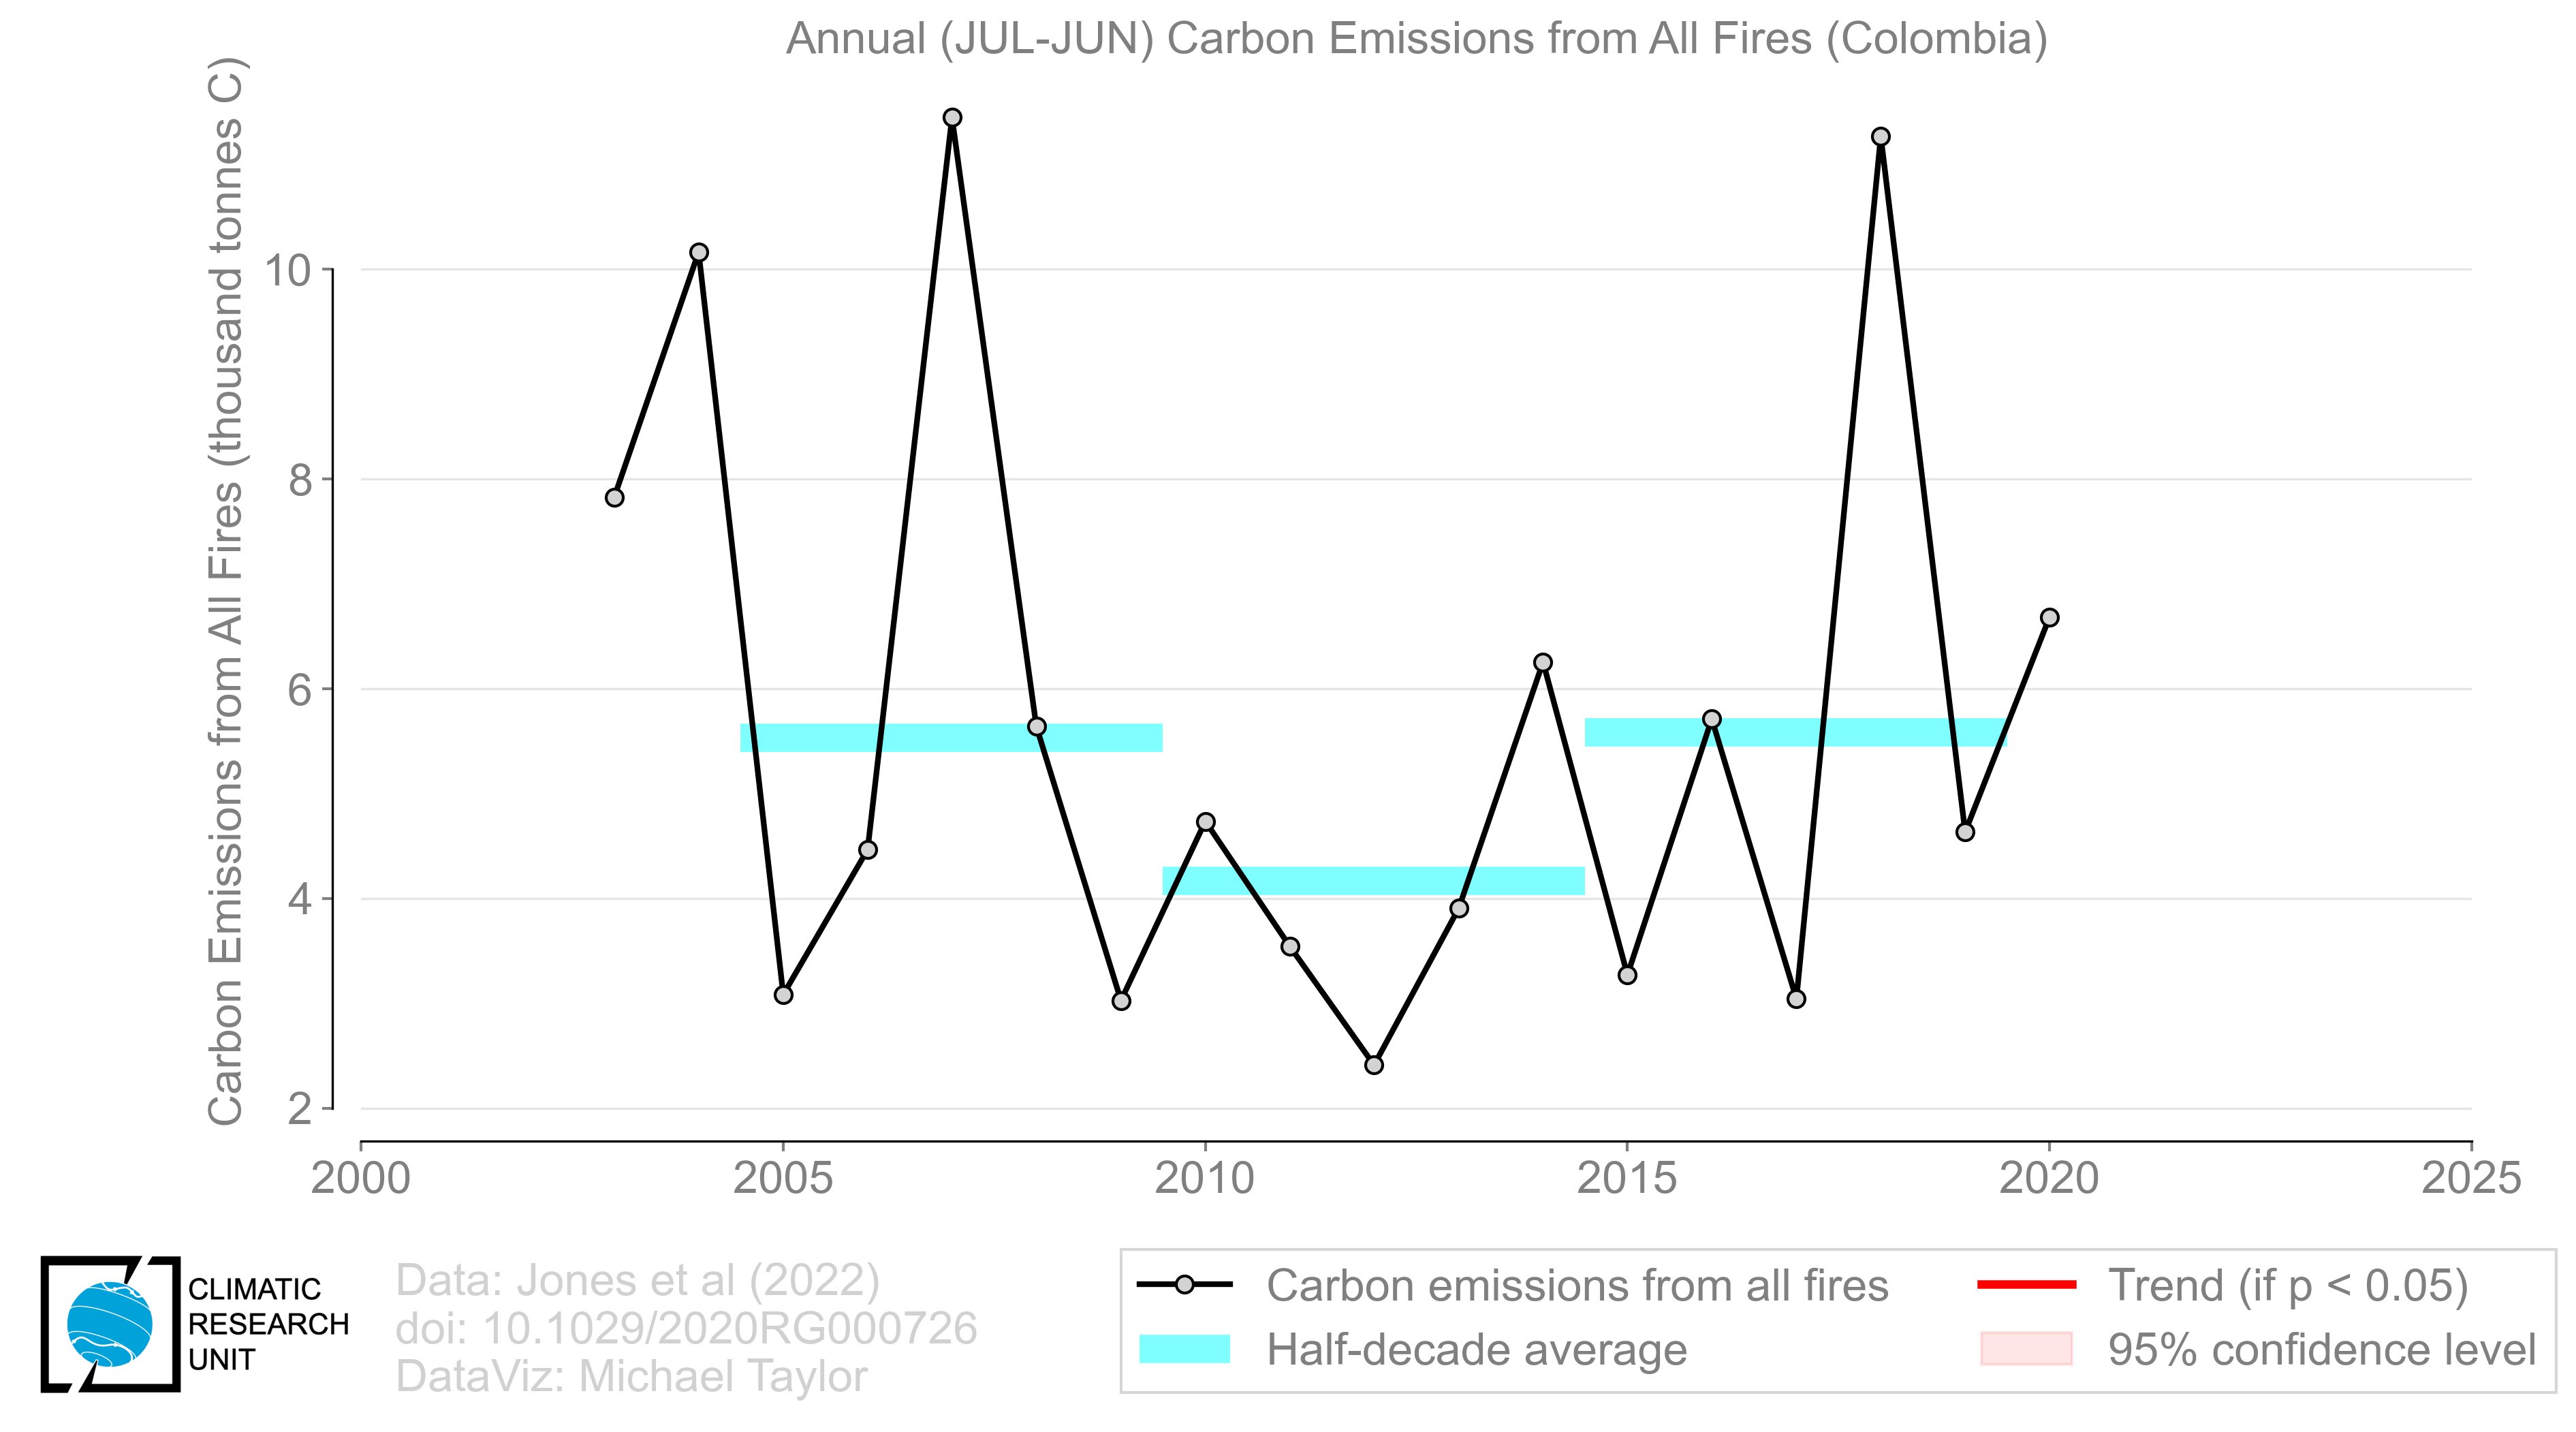 Annual (JUL-JUN) Carbon Emissions from All Fires (Colombia)
Carbon Emissions from All Fires (thousand tonnes C)
10
8
6
4
2
2000
2005
2010
2015
2020
2025
CLIMATIC
RESEARCH
UNIT
Data: Jones et al (2022)
doi: 10.1029/2020RG000726
DataViz: Michael Taylor
Carbon emissions from all fires
Half-decade average
Trend (if p < 0.05)
95% confidence level